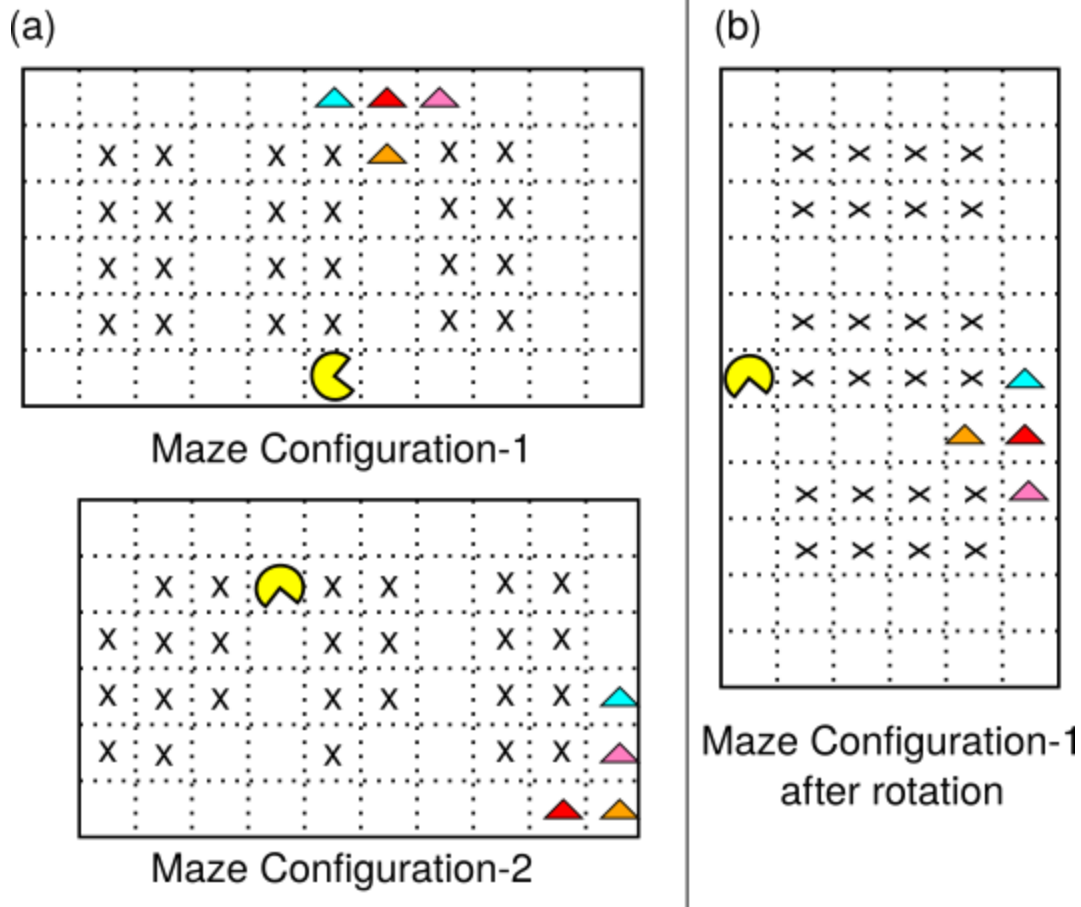 (a)
X X X X X X
X X X X X X
X X X X X X
X X X X X X
Maze Configuration-1
X X X X X X
X X X X X X X
X X X X X X X
X X X X X
Maze Configuration-2
(b)
X X X X
X X X X
X X X X
X X X X
X X X X
X X X X
Maze Configuration-1
after rotation